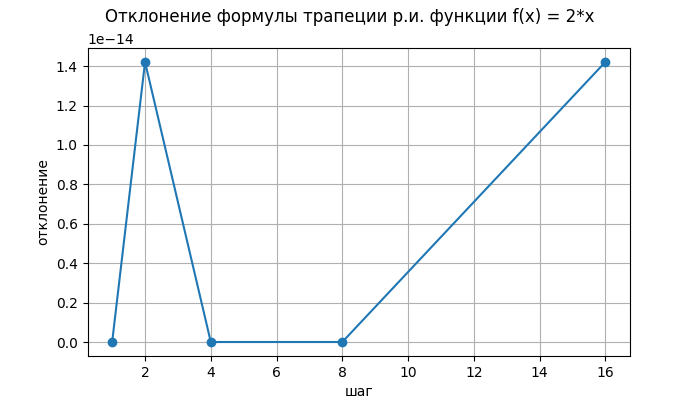 Отклонение формулы трапеции р.и. функции f(x) = 2*x
1e−14
1.4
1.2
1.0
0.8
0.6
0.4
0.2
0.0
отклонение
2 4 6 8 10 12 14 16
шаг